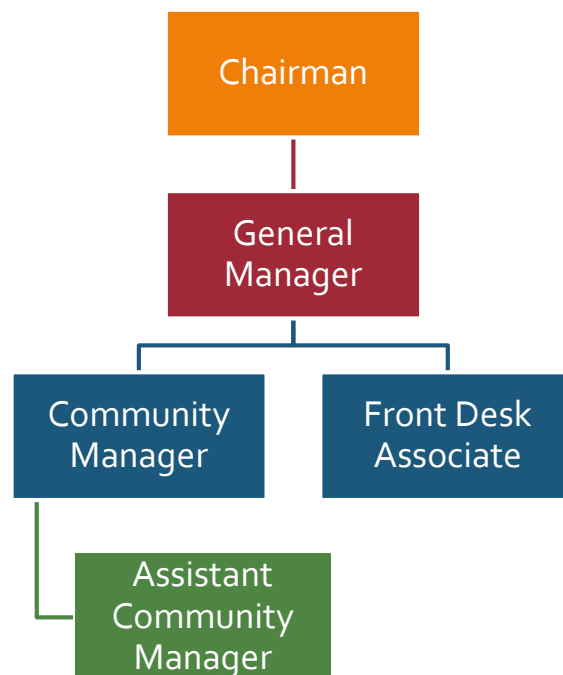 Chairman
General
Manager
Community
Manager
Front Desk
Associate
Assistant
Community
Manager